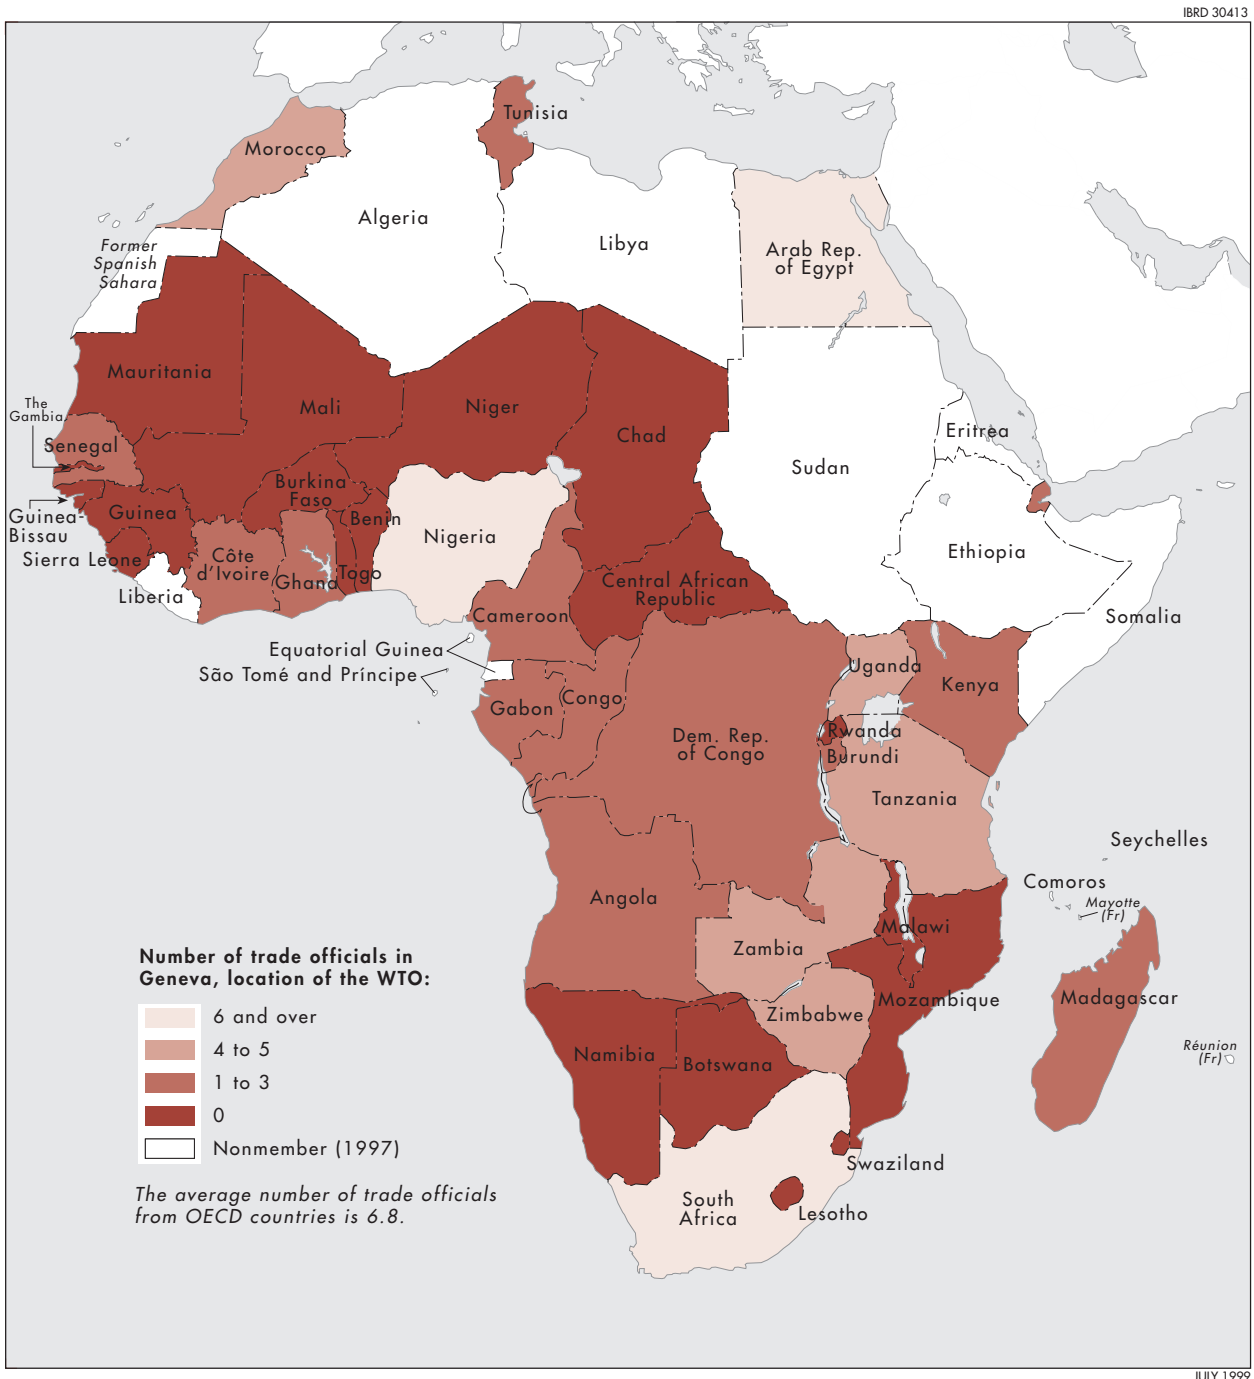 IBRD 30413
Tunisia
Morocco
Algeria
Libya
Arab Rep.
of Egypt
Former
Spanish
Sahara
Mauritania
Mali
Niger
Chad
Sudan
Eritrea
The
Gambia
Senegal
Guinea-
Bissau
Guinea
Sierra Leone
Liberia
Burkina
Faso
Benin
Côte
d'Ivoire
Ghana
Togo
Nigeria
Cameroon
Central African
Republic
Ethiopia
Somalia
Equatorial Guinea
São Tomé and Príncipe
Gabon
Congo
Dem. Rep.
of Congo
Uganda
Kenya
Rwanda
Burundi
Tanzania
Seychelles
Comoros
Mayotte
(Fr)
Angola
Zambia
Malawi
Mozambique
Zimbabwe
Madagascar
Réunion
(Fr)
Namibia
Botswana
Swaziland
South
Africa
Lesotho
Number of trade officials in
Geneva, location of the WTO:
6 and over
4 to 5
1 to 3
0
Nonmember (1997)
The average number of trade officials
from OECD countries is 6.8.
JULY 1999